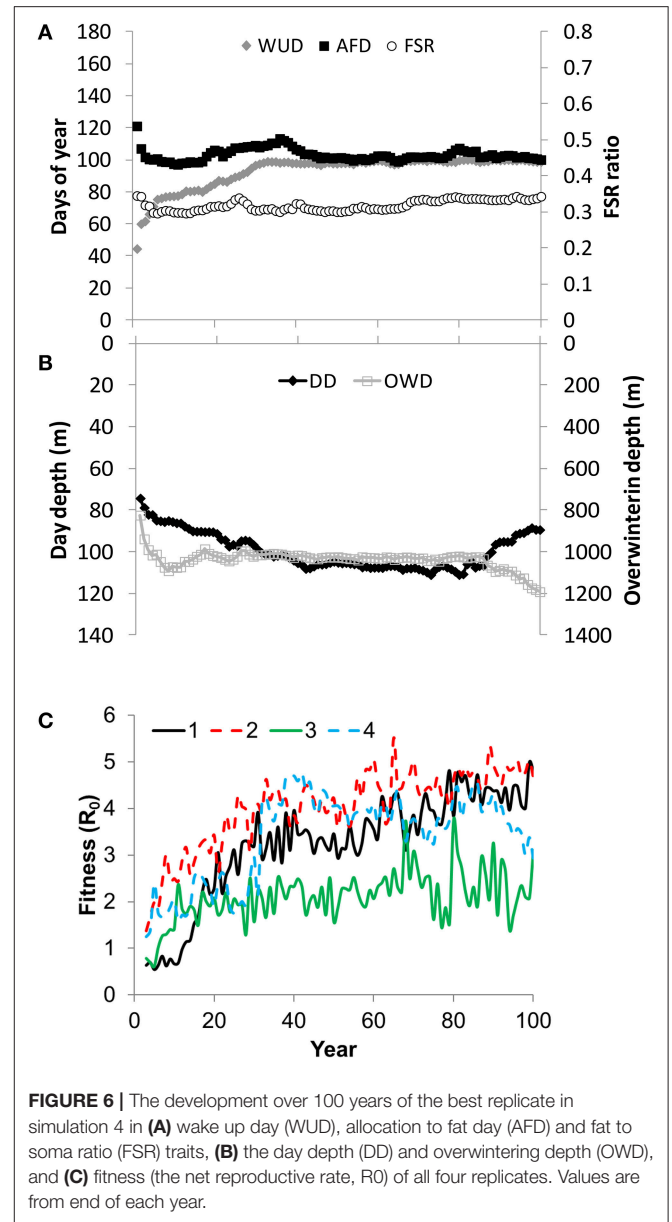 A
WUD AFD FSR
180
160
140
120
100
80
60
40
20
0
Days of year
0.8
0.7
0.6
0.5
0.4
0.3
0.2
0.1
0
FSR ratio
B
DD OWD
0
20
40
60
80
100
120
140
Day depth (m)
0
200
400
600
800
1000
1200
1400
Overwinterin depth (m)
C
1 2 3 4
6
5
4
3
2
1
0
Fitness (R0)
0 20 40 60 80 100
Year
FIGURE 6 | The development over 100 years of the best replicate in
simulation 4 in (A) wake up day (WUD), allocation to fat day (AFD) and fat to
soma ratio (FSR) traits, (B) the day depth (DD) and overwintering depth (OWD),
and (C) fitness (the net reproductive rate, R0) of all four replicates. Values are
from end of each year.